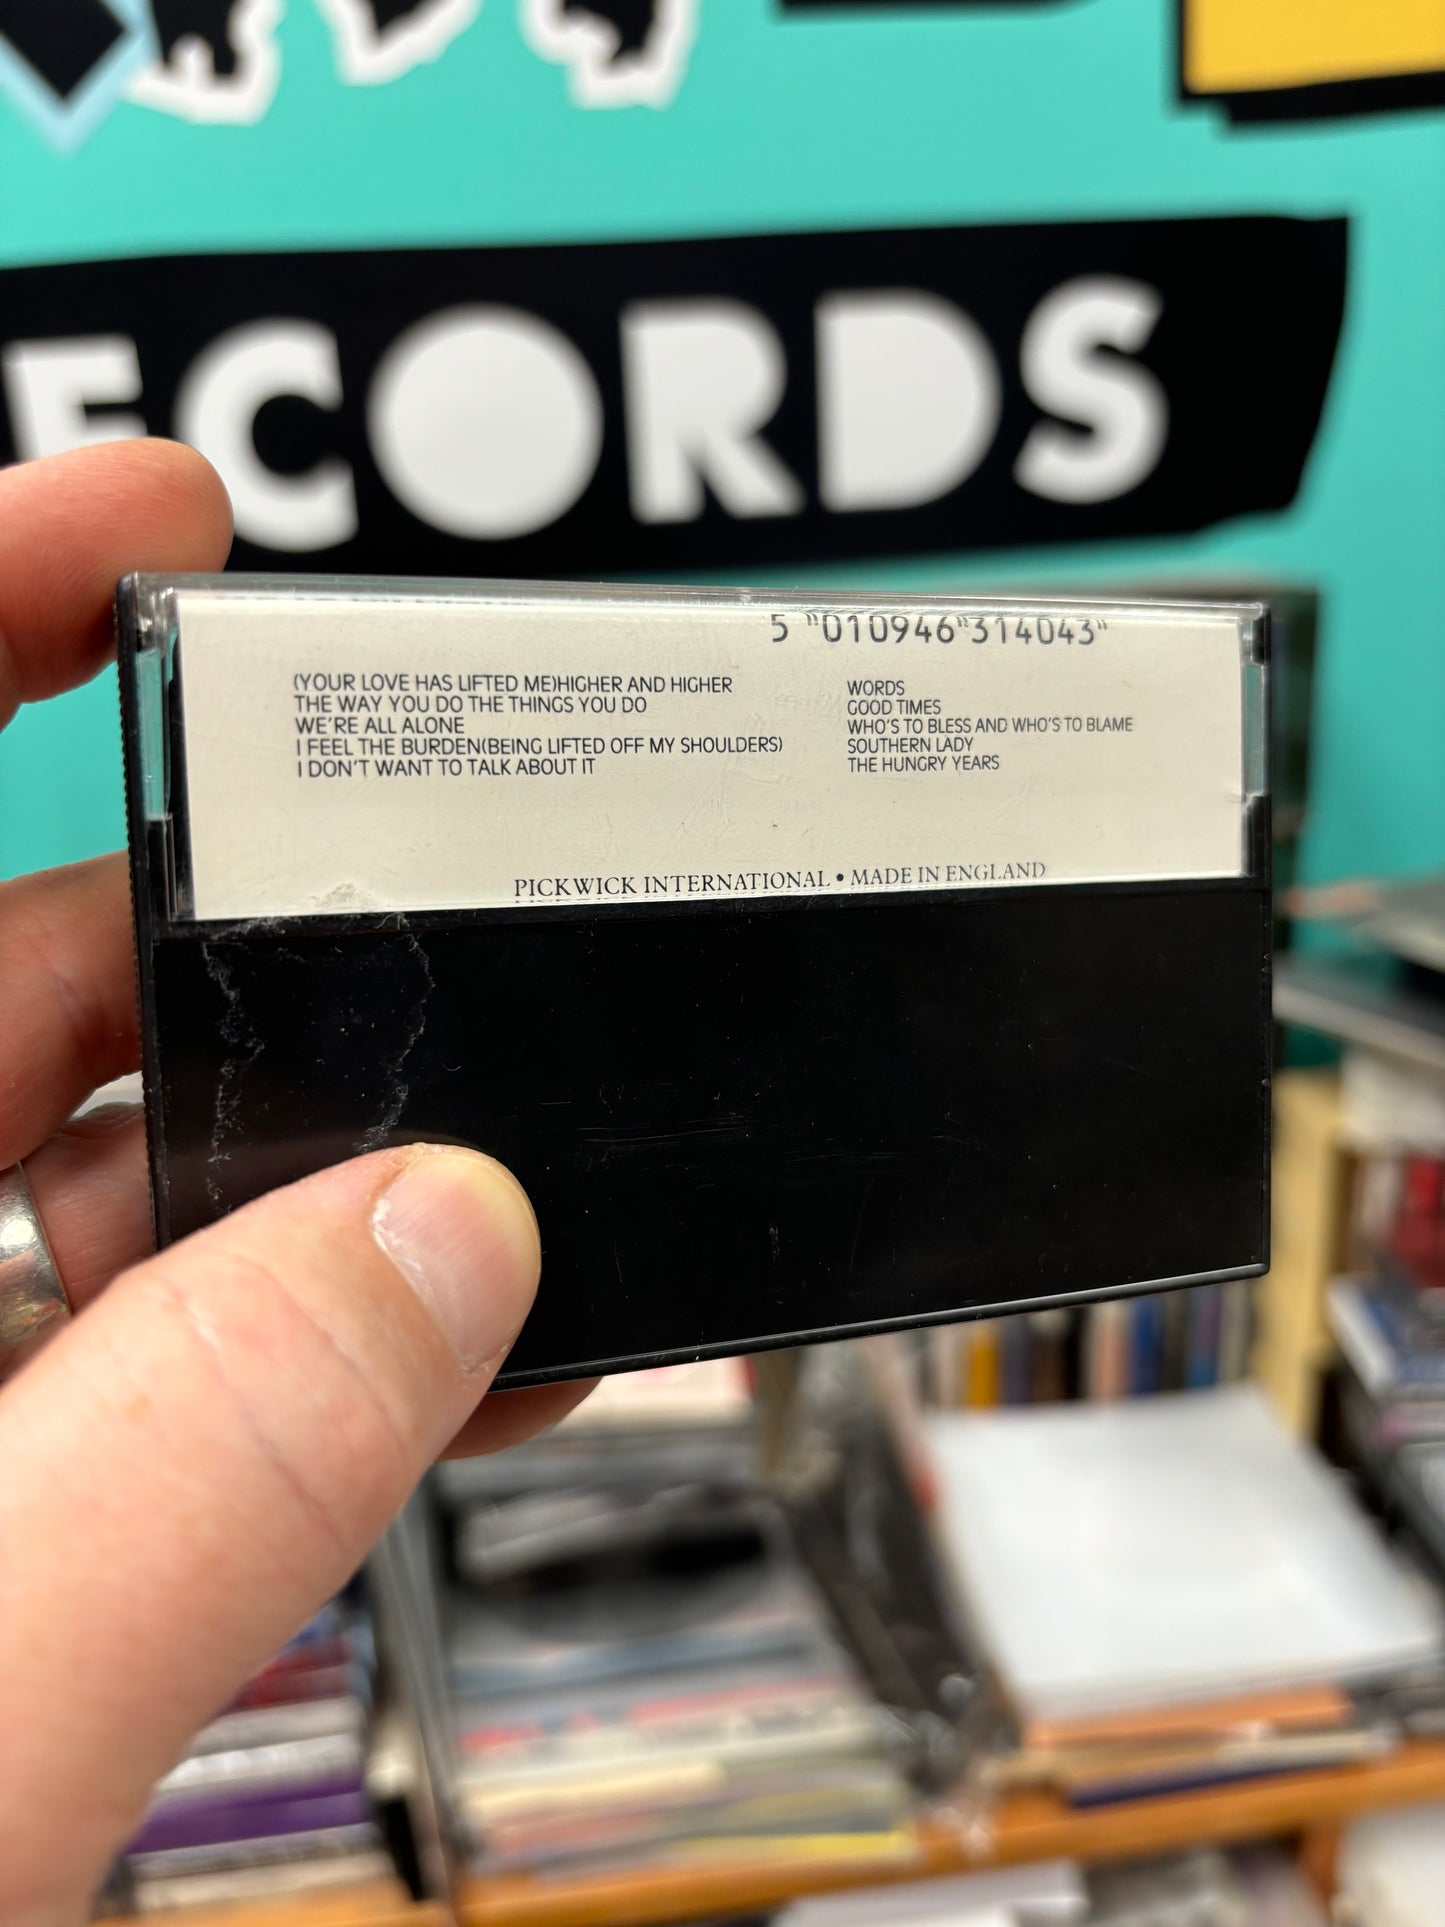 ECORDS
5 "010946"314043"
(YOUR LOVE HAS LIFTED ME)HIGHER AND HIGHER
THE WAY YOU DO THE THINGS YOU DO
WE'RE ALL ALONE
I FEEL THE BURDEN(BEING LIFTED OFF MY SHOULDERS)
I DON'T WANT TO TALK ABOUT IT
WORDS
GOOD TIMES
WHO'S TO BLESS AND WHO'S TO BLAME
SOUTHERN LADY
THE HUNGRY YEARS
PICKWICK INTERNATIONAL • MADE IN ENGLAND